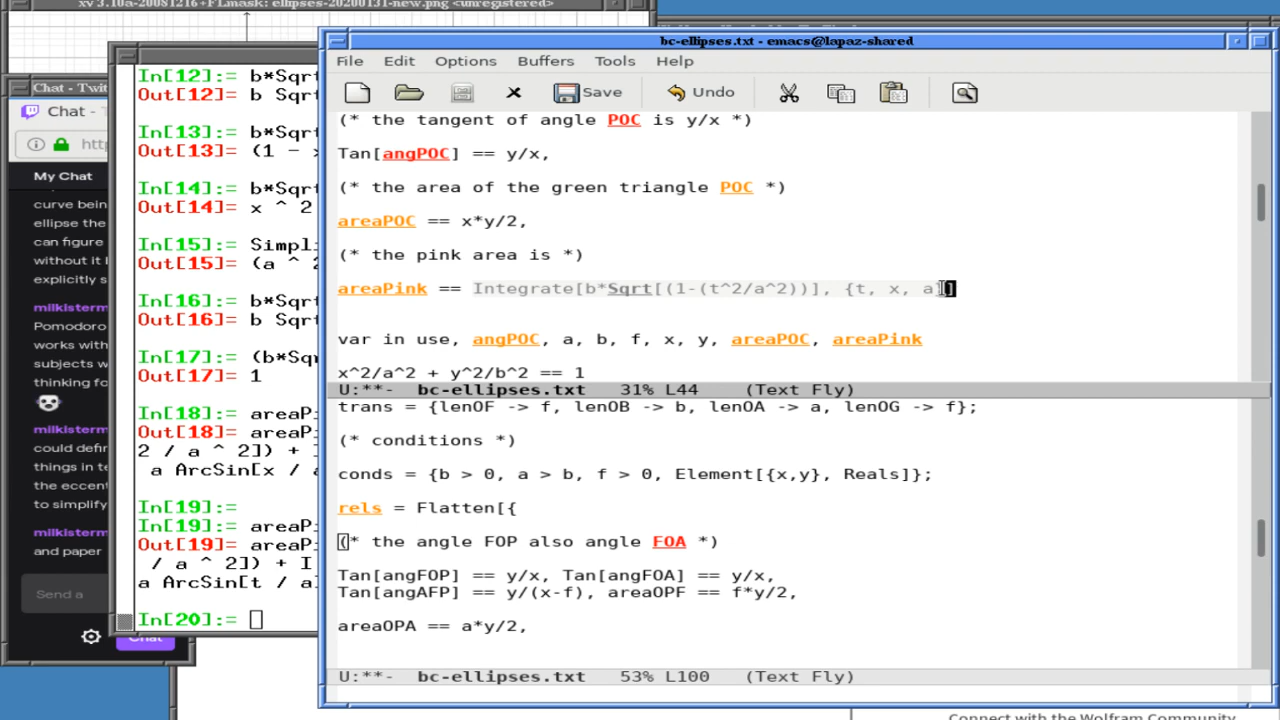 xv 3.10a-20081216+FLmask: ellipses-20200131-new.png <unregistered>
Chat - Twit
Chat -
http
My Chat
curve bein
ellipse the
can figure
without it
explicitly s
milkisterm
Pomodoro
works with
subjects w
thinking fo
milkisterm
could defin
things in te
the eccent
to simplify
milkisterm
and paper
Send a
Chat
In[12]:= b*Sqrt
Out[12]= b Sqrt
In[13]:= b*Sqrt
Out[13]= (1 - x
In[14]:= b*Sqrt
Out[14]= x ^ 2
In[15]:= Simpli
Out[15]= (a ^ 2
In[16]:= b*Sqrt
Out[16]= b Sqrt
In[17]:= (b*Sqr
Out[17]= 1
In[18]:= areaPi
Out[18]= areaPi
2 / a ^ 2]) + I
a ArcSin[x / a
In[19]:=
In[19]:= areaPi
Out[19]= areaPi
/ a ^ 2]) + I
a ArcSin[t / a]
In[20]:=
bc-ellipses.txt - emacs@lapaz-shared
File Edit Options Buffers Tools Help
Save Undo
(* the tangent of angle POC is y/x *)
Tan[angPOC] == y/x,
(* the area of the green triangle POC *)
areaPOC == x*y/2,
(* the pink area is *)
areaPink == Integrate[b*Sqrt[(1-(t^2/a^2))], {t, x, a}]
var in use, angPOC, a, b, f, x, y, areaPOC, areaPink
x^2/a^2 + y^2/b^2 == 1
U:**- bc-ellipses.txt 31% L44 (Text Fly)
trans = {lenOF -> f, lenOB -> b, lenOA -> a, lenOG -> f};
(* conditions *)
conds = {b > 0, a > b, f > 0, Element[{x,y}, Reals]};
rels = Flatten[{
(* the angle FOP also angle FOA *)
Tan[angFOP] == y/x, Tan[angFOA] == y/x,
Tan[angAFP] == y/(x-f), areaOPF == f*y/2,
areaOPA == a*y/2,
U:**- bc-ellipses.txt 53% L100 (Text Fly)
Connect with the Wolfram Community